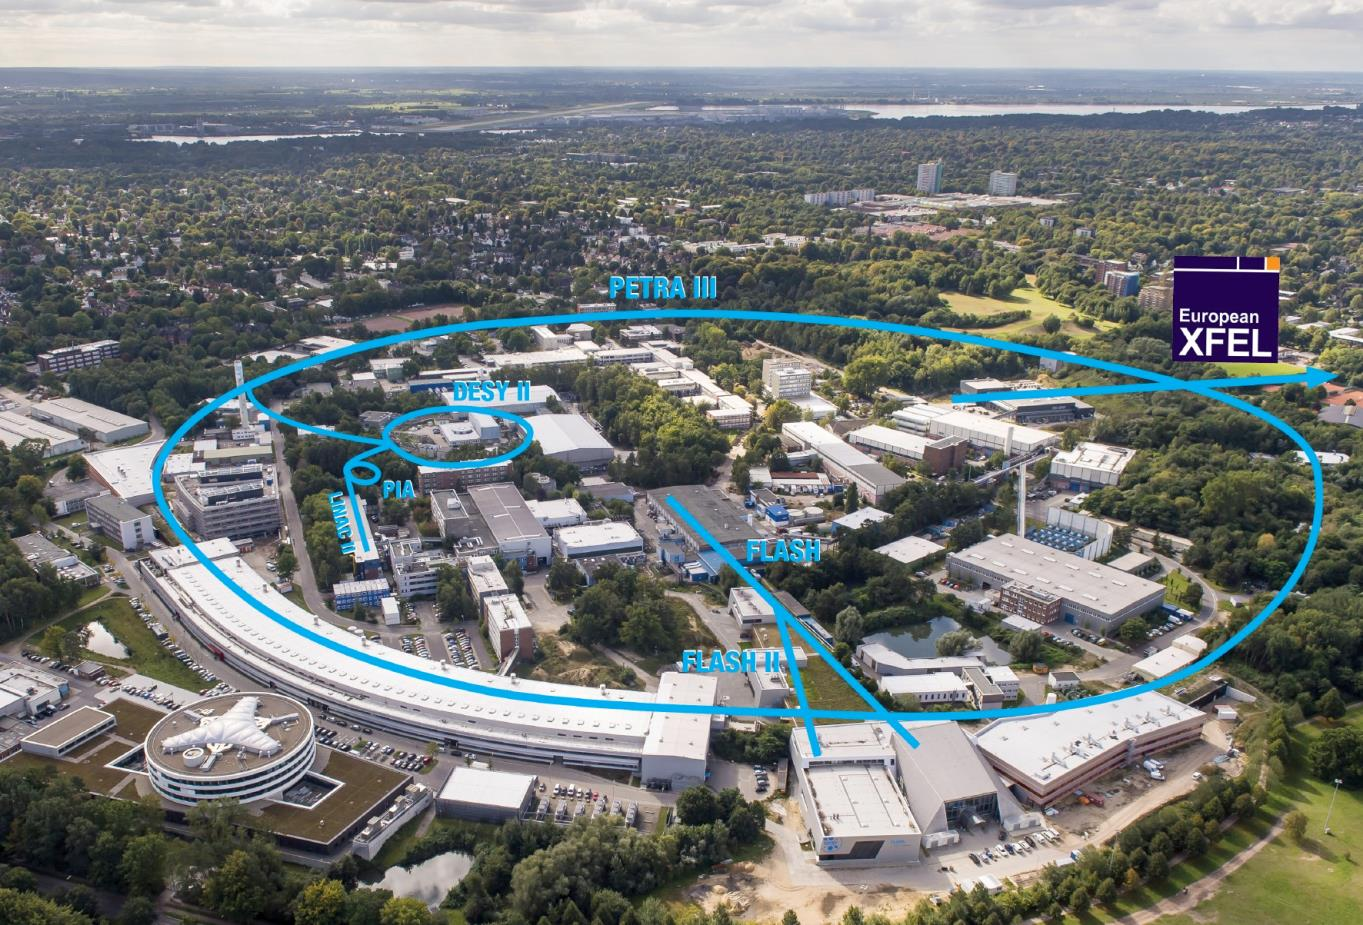 PETRA III
European
XFEL
DESY II
PIA
LINAC II
FLASH
FLASH II